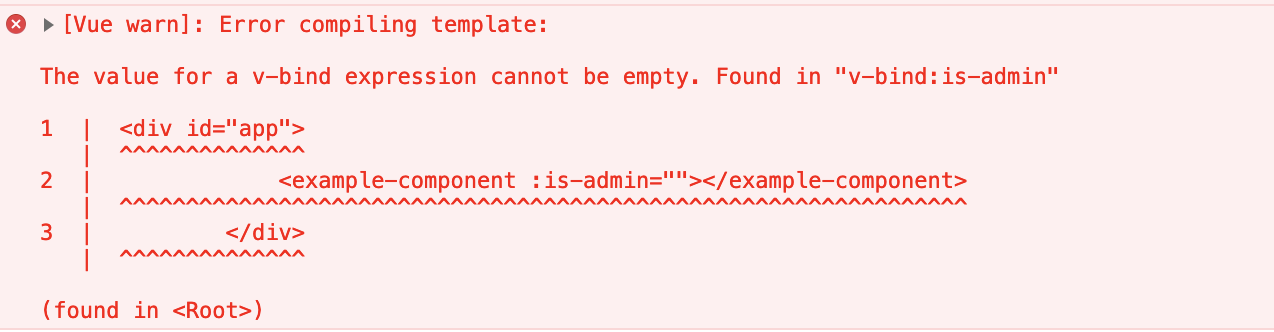 [Vue warn]: Error compiling template:
The value for a v-bind expression cannot be empty. Found in "v-bind:is-admin"
1 | <div id="app">
| ^^^^^^^^^^^^^^
2 | <example-component :is-admin=""></example-component>
| ^^^^^^^^^^^^^^^^^^^^^^^^^^^^^^^^^^^^^^^^^^^^^^^^^^^^^^^^^^^^^^^^
3 | </div>
| ^^^^^^^^^^^^^^
(found in <Root>)